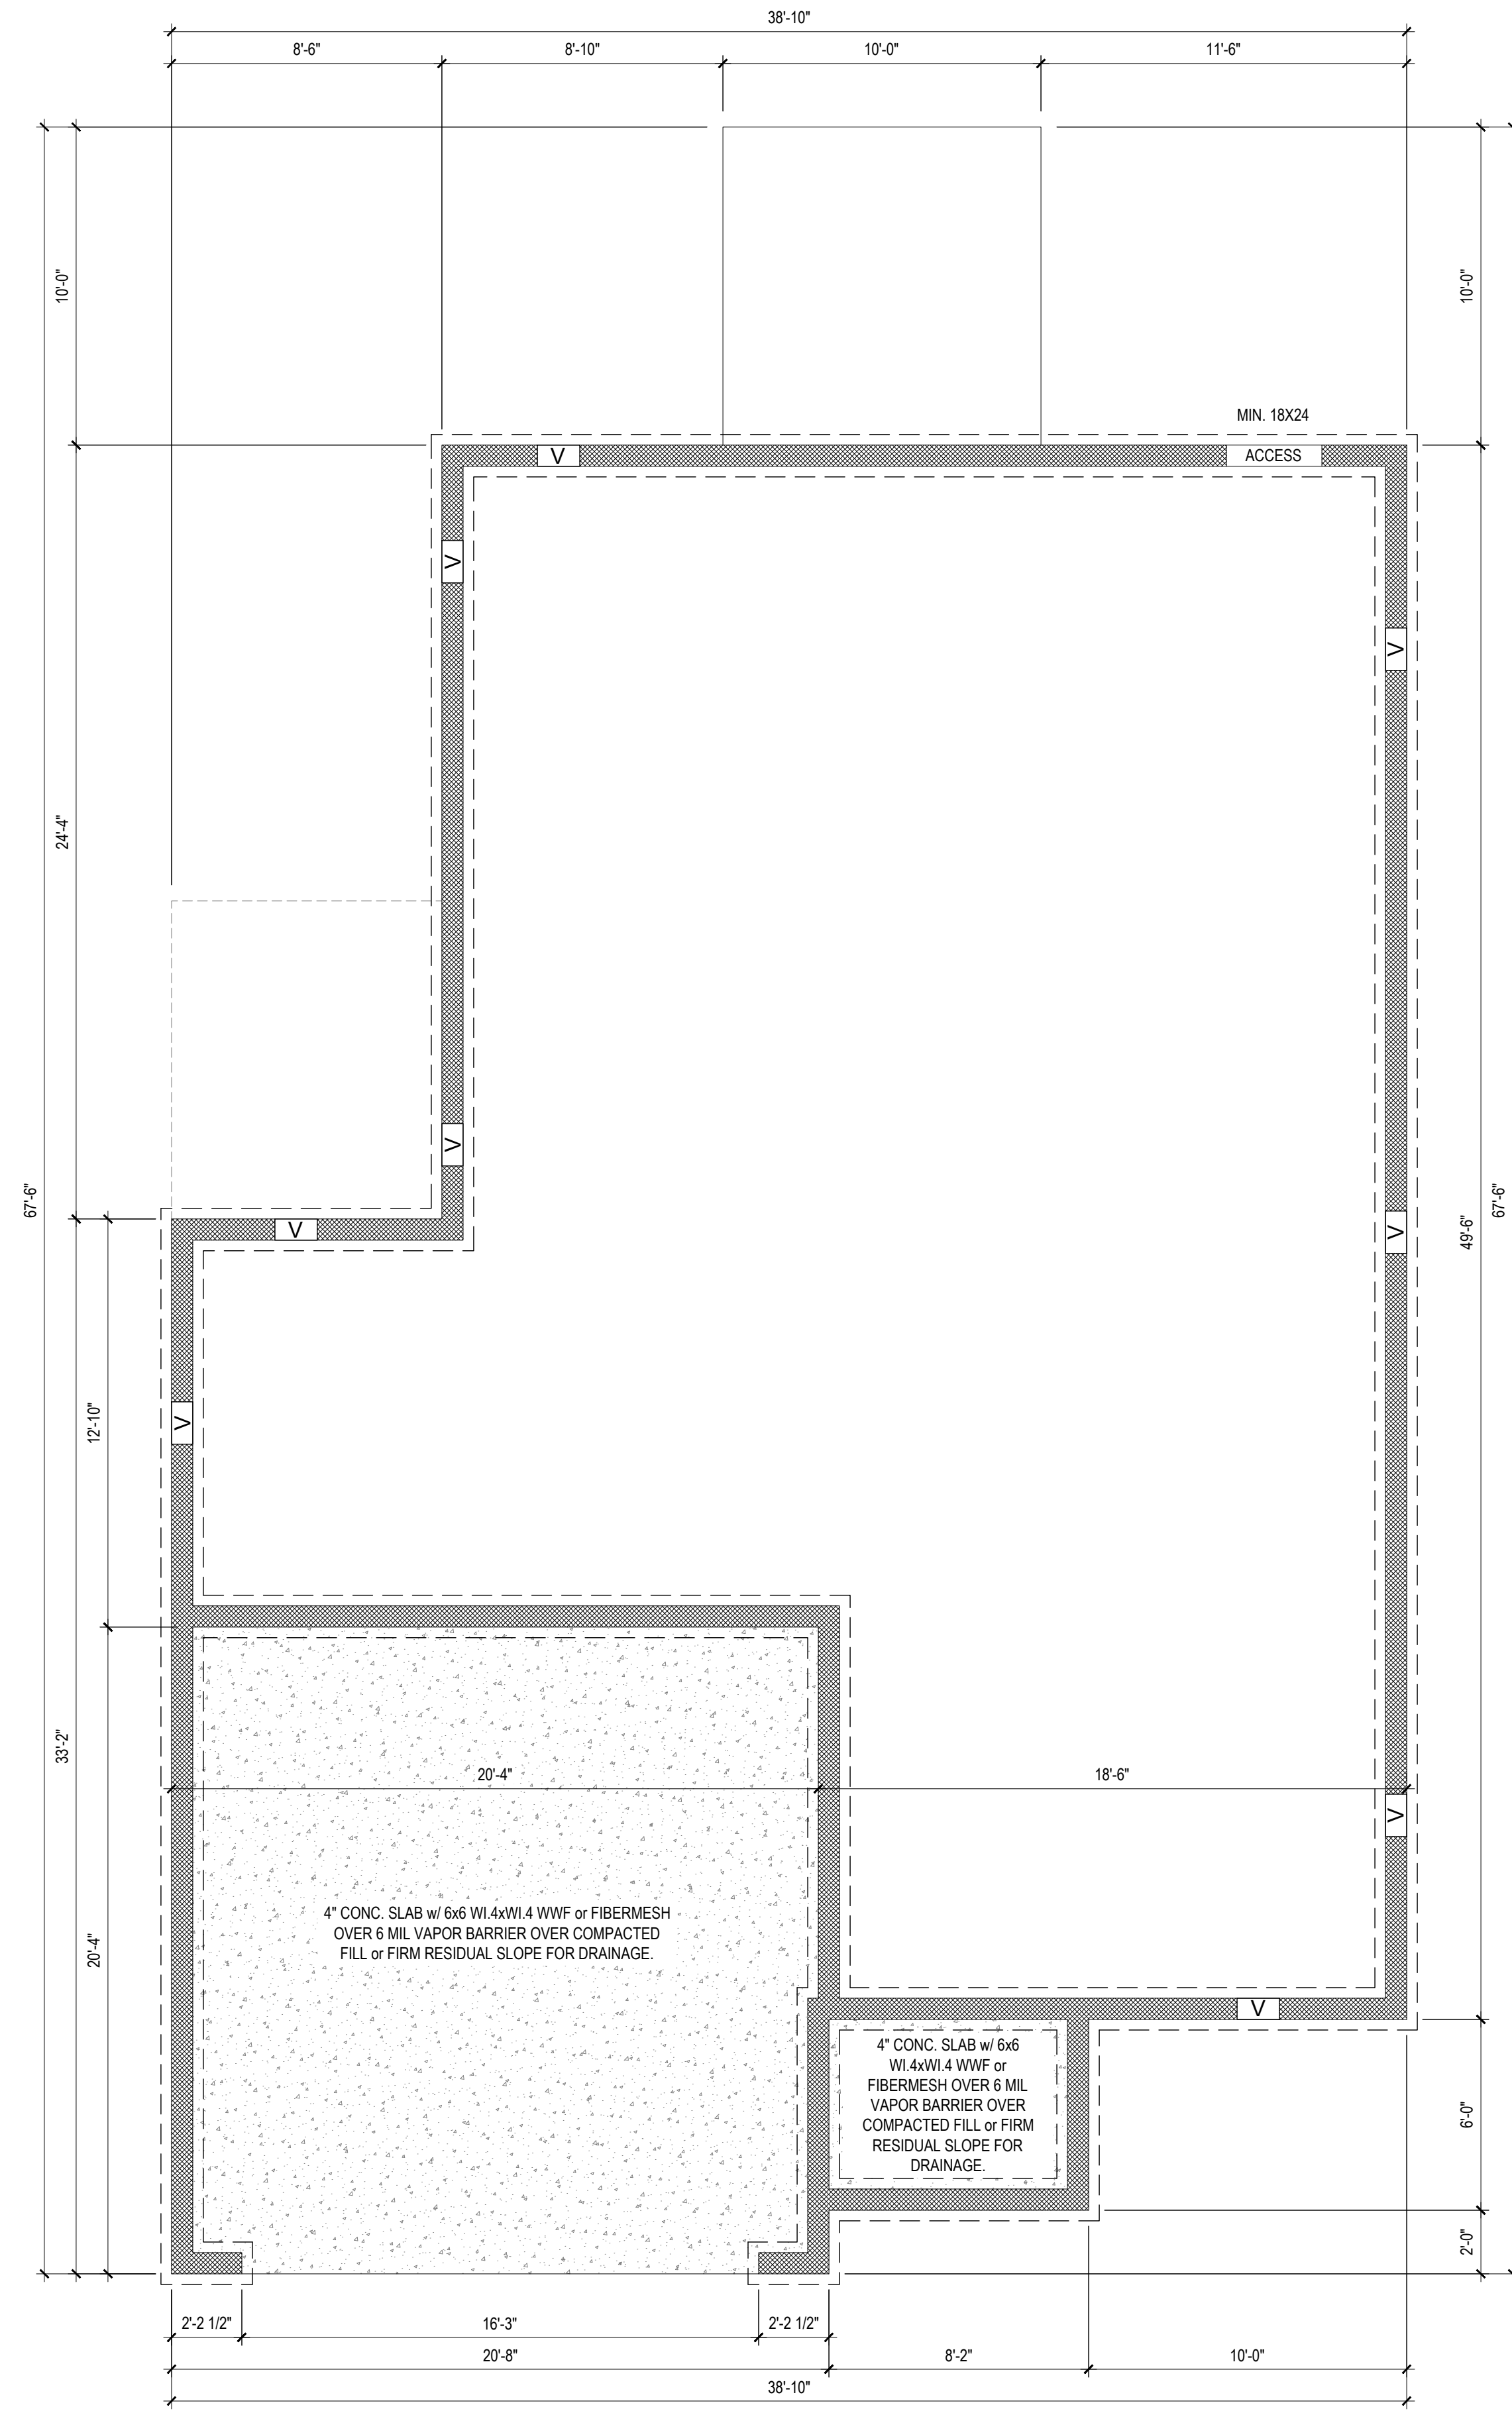 38'-10"
8'-6"
8'-10"
10'-0"
11'-6"
10'-0"
10'-0"
MIN. 18X24
V
ACCESS
V
V
24'-4"
V
67'-6"
67'-6"
V
V
49'-6"
12'-10"
V
33'-2"
20'-4"
18'-6"
V
4" CONC. SLAB w/ 6x6 WI.4xWI.4 WWF or FIBERMESH
OVER 6 MIL VAPOR BARRIER OVER COMPACTED
FILL or FIRM RESIDUAL SLOPE FOR DRAINAGE.
20'-4"
V
4" CONC. SLAB w/ 6x6
WI.4xWI.4 WWF or
FIBERMESH OVER 6 MIL
VAPOR BARRIER OVER
COMPACTED FILL or FIRM
RESIDUAL SLOPE FOR
DRAINAGE.
6'-0"
2'-0"
2'-2 1/2"
16'-3"
2'-2 1/2"
20'-8"
8'-2"
10'-0"
38'-10"